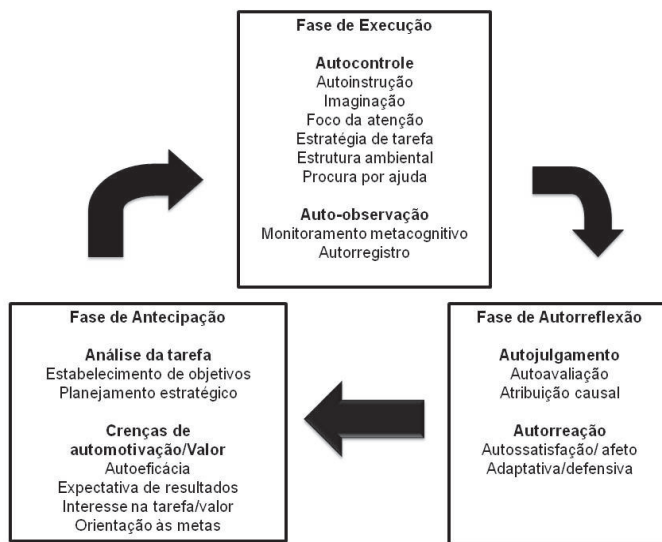 Fase de Execução
Autocontrole
Autoinstrução
Imaginação
Foco da atenção
Estratégia de tarefa
Estrutura ambiental
Procura por ajuda
Auto-observação
Monitoramento metacognitivo
Autorregistro
Fase de Antecipação
Análise da tarefa
Estabelecimento de objetivos
Planejamento estratégico
Crenças de
automotivação/Valor
Autoeficácia
Expectativa de resultados
Interesse na tarefa/valor
Orientação às metas
Fase de Autorreflexão
Autojulgamento
Autoavaliação
Atribuição causal
Autorreação
Autossatisfação/ afeto
Adaptativa/defensiva